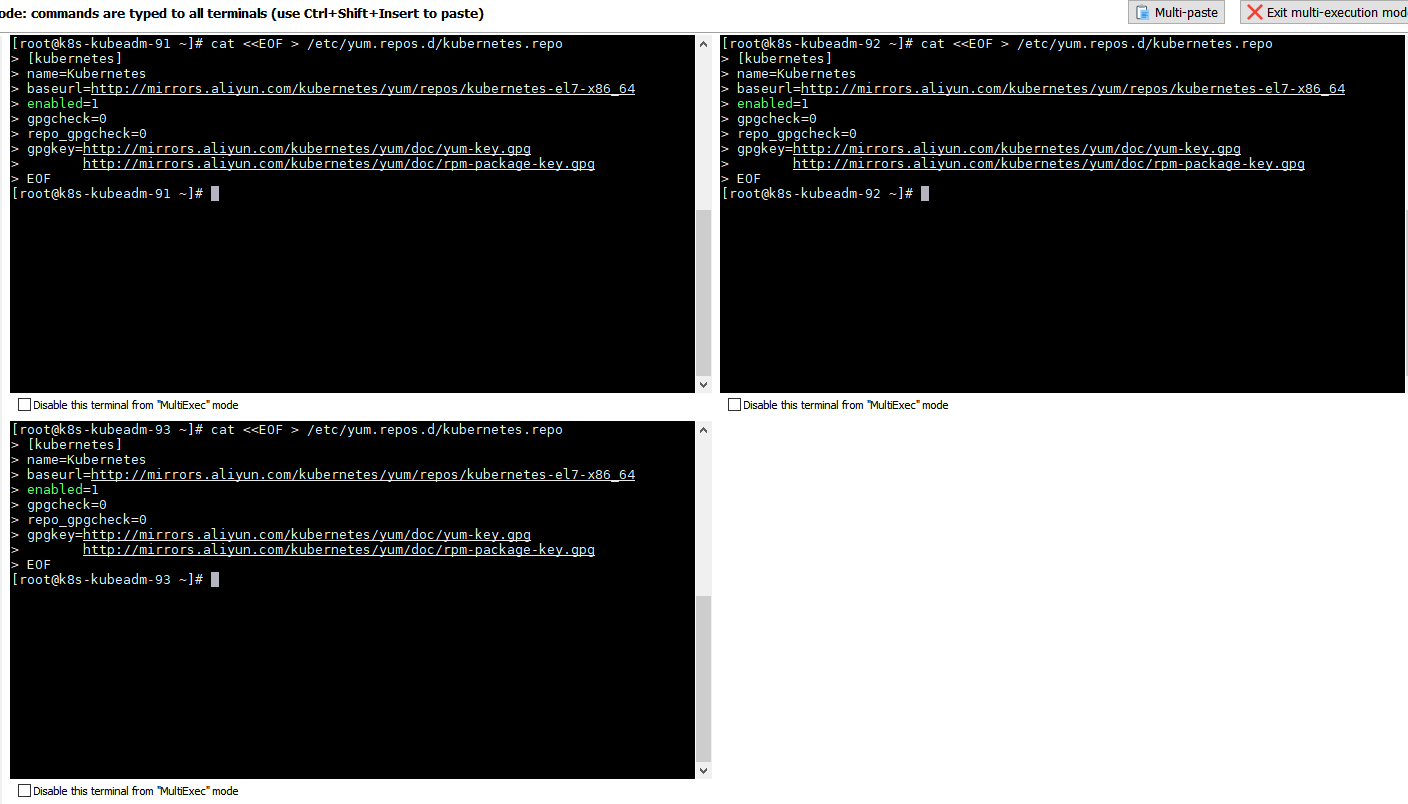 ode: commands are typed to all terminals (use Ctrl+Shift+Insert to paste)
Multi-paste
Exit multi-execution mod
[root@k8s-kubeadm-91 ~]# cat <<EOF > /etc/yum.repos.d/kubernetes.repo
> [kubernetes]
> name=Kubernetes
> baseurl=http://mirrors.aliyun.com/kubernetes/yum/repos/kubernetes-el7-x86_64
> enabled=1
> gpgcheck=0
> repo_gpgcheck=0
> gpgkey=http://mirrors.aliyun.com/kubernetes/yum/doc/yum-key.gpg
>        http://mirrors.aliyun.com/kubernetes/yum/doc/rpm-package-key.gpg
> EOF
[root@k8s-kubeadm-91 ~]#
Disable this terminal from "MultiExec" mode
[root@k8s-kubeadm-92 ~]# cat <<EOF > /etc/yum.repos.d/kubernetes.repo
> [kubernetes]
> name=Kubernetes
> baseurl=http://mirrors.aliyun.com/kubernetes/yum/repos/kubernetes-el7-x86_64
> enabled=1
> gpgcheck=0
> repo_gpgcheck=0
> gpgkey=http://mirrors.aliyun.com/kubernetes/yum/doc/yum-key.gpg
>        http://mirrors.aliyun.com/kubernetes/yum/doc/rpm-package-key.gpg
> EOF
[root@k8s-kubeadm-92 ~]#
Disable this terminal from "MultiExec" mode
[root@k8s-kubeadm-93 ~]# cat <<EOF > /etc/yum.repos.d/kubernetes.repo
> [kubernetes]
> name=Kubernetes
> baseurl=http://mirrors.aliyun.com/kubernetes/yum/repos/kubernetes-el7-x86_64
> enabled=1
> gpgcheck=0
> repo_gpgcheck=0
> gpgkey=http://mirrors.aliyun.com/kubernetes/yum/doc/yum-key.gpg
>        http://mirrors.aliyun.com/kubernetes/yum/doc/rpm-package-key.gpg
> EOF
[root@k8s-kubeadm-93 ~]#
Disable this terminal from "MultiExec" mode